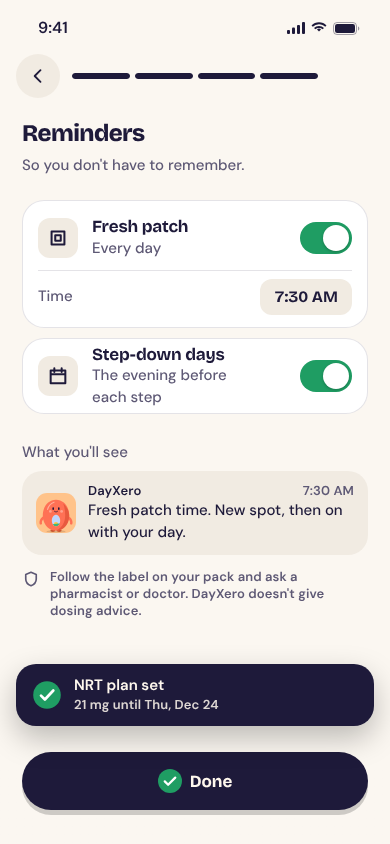 9:41
Reminders
So you don't have to remember.
Fresh patch
Every day
Time
7:30 AM
Step-down days
The evening before
each step
What you'll see
DayXero
7:30 AM
Fresh patch time. New spot, then on
with your day.
Follow the label on your pack and ask a
pharmacist or doctor. DayXero doesn't give
dosing advice.
NRT plan set
21 mg until Thu, Dec 24
Done